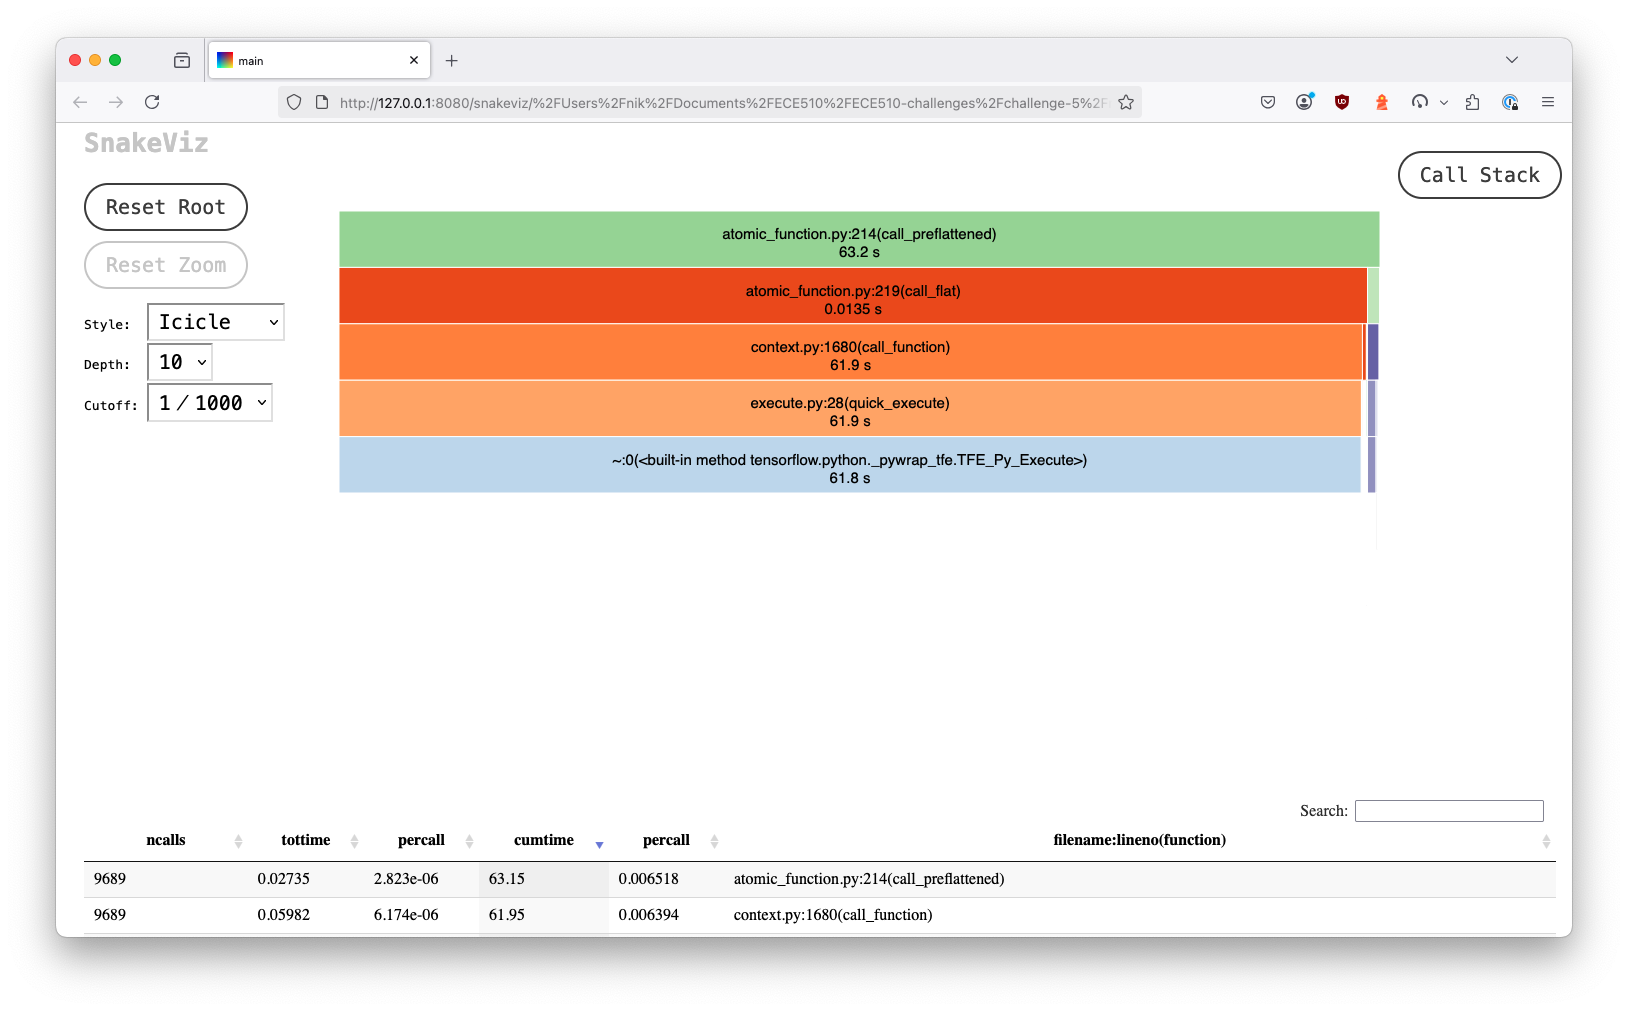 main
http://127.0.0.1:8080/snakeviz/%2FUsers%2Fnik%2FDocuments%2FECE510%2FECE510-challenges%2Fchallenge-5%2F
SnakeViz
Call Stack
Reset Root
Reset Zoom
Style: Icicle
Depth: 10
Cutoff: 1 / 1000
atomic_function.py:214(call_preflattened)
63.2 s
atomic_function.py:219(call_flat)
0.0135 s
context.py:1680(call_function)
61.9 s
execute.py:28(quick_execute)
61.9 s
~:0(<built-in method tensorflow.python._pywrap_tfe.TFE_Py_Execute>)
61.8 s
Search:
ncalls tottime percall cumtime percall filename:lineno(function)
9689 0.02735 2.823e-06 63.15 0.006518 atomic_function.py:214(call_preflattened)
9689 0.05982 6.174e-06 61.95 0.006394 context.py:1680(call_function)